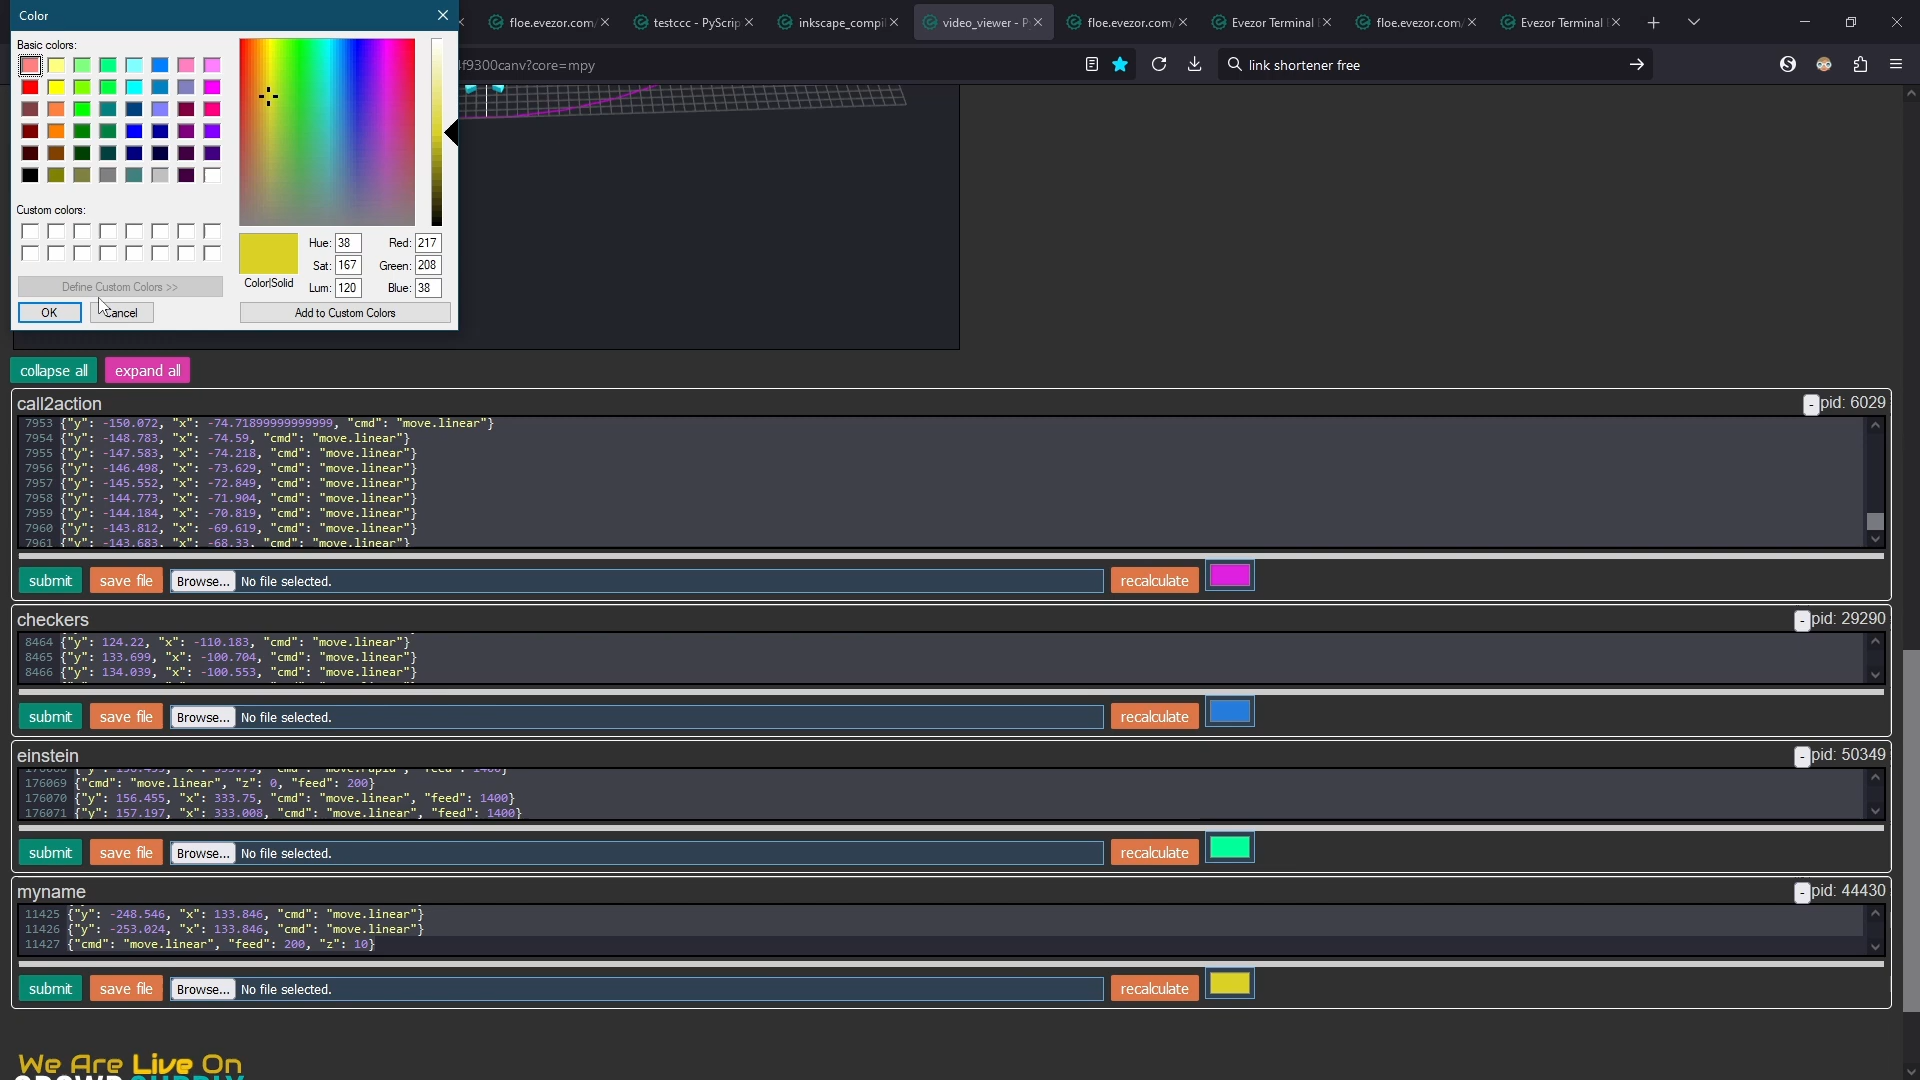 Color
floe.evezor.com/
testccc - PyScrip
inkscape_compil
video_viewer - P
floe.evezor.com/
Evezor Terminal
floe.evezor.com/
Evezor Terminal
f9300canv?core=mpy
link shortener free
Basic colors:
Custom colors:
Define Custom Colors >>
OK
Cancel
Color|Solid
Hue: 38
Sat: 167
Lum: 120
Red: 217
Green: 208
Blue: 38
Add to Custom Colors
collapse all
expand all
call2action
-
pid: 6029
7953 {"y": -150.072, "x": -74.71899999999999, "cmd": "move.linear"}
7954 {"y": -148.783, "x": -74.59, "cmd": "move.linear"}
7955 {"y": -147.583, "x": -74.218, "cmd": "move.linear"}
7956 {"y": -146.498, "x": -73.629, "cmd": "move.linear"}
7957 {"y": -145.552, "x": -72.849, "cmd": "move.linear"}
7958 {"y": -144.773, "x": -71.904, "cmd": "move.linear"}
7959 {"y": -144.184, "x": -70.819, "cmd": "move.linear"}
7960 {"y": -143.812, "x": -69.619, "cmd": "move.linear"}
7961 {"y": -143.683, "x": -68.33, "cmd": "move.linear"}
submit
save file
Browse... No file selected.
recalculate
checkers
-
pid: 29290
8464 {"y": 124.22, "x": -110.183, "cmd": "move.linear"}
8465 {"y": 133.699, "x": -100.704, "cmd": "move.linear"}
8466 {"y": 134.039, "x": -100.553, "cmd": "move.linear"}
submit
save file
Browse... No file selected.
recalculate
einstein
-
pid: 50349
176069 {"cmd": "move.linear", "z": 0, "feed": 200}
176070 {"y": 156.455, "x": 333.75, "cmd": "move.linear", "feed": 1400}
176071 {"y": 157.197, "x": 333.008, "cmd": "move.linear", "feed": 1400}
submit
save file
Browse... No file selected.
recalculate
myname
-
pid: 44430
11425 {"y": -248.546, "x": 133.846, "cmd": "move.linear"}
11426 {"y": -253.024, "x": 133.846, "cmd": "move.linear"}
11427 {"cmd": "move.linear", "feed": 200, "z": 10}
submit
save file
Browse... No file selected.
recalculate
We Are Live On
CROWD SUPPLY